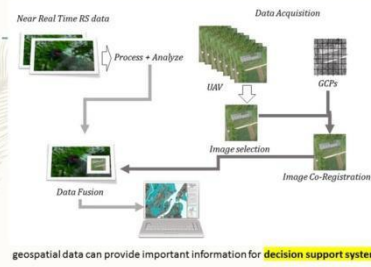 Near Real Time RS data
Data Acquisition
Process + Analyze
UAV
GCPs
Image selection
Image Co-Registration
Data Fusion
geospatial data can provide important information for decision support system